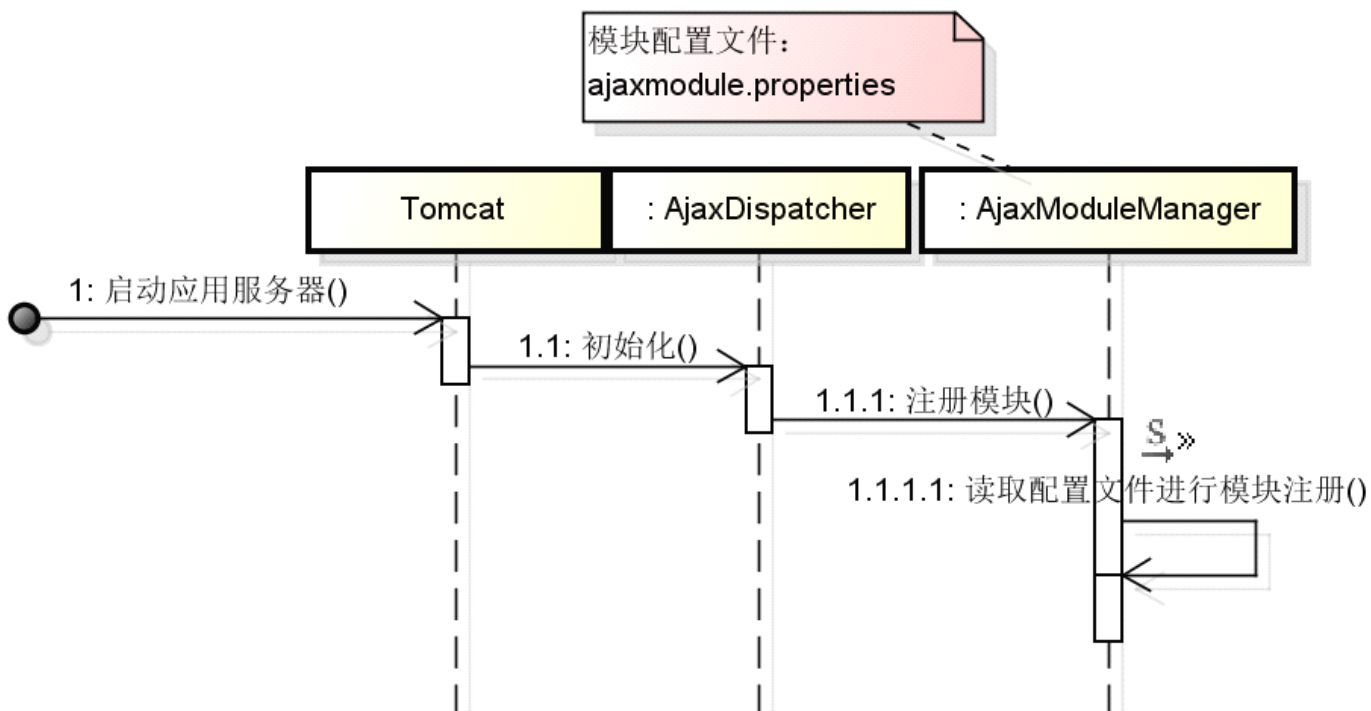 模块配置文件：
ajaxmodule.properties
Tomcat
: AjaxDispatcher
: AjaxModuleManager
1: 启动应用服务器()
1.1: 初始化()
1.1.1: 注册模块()
S »
1.1.1.1: 读取配置文件进行模块注册()